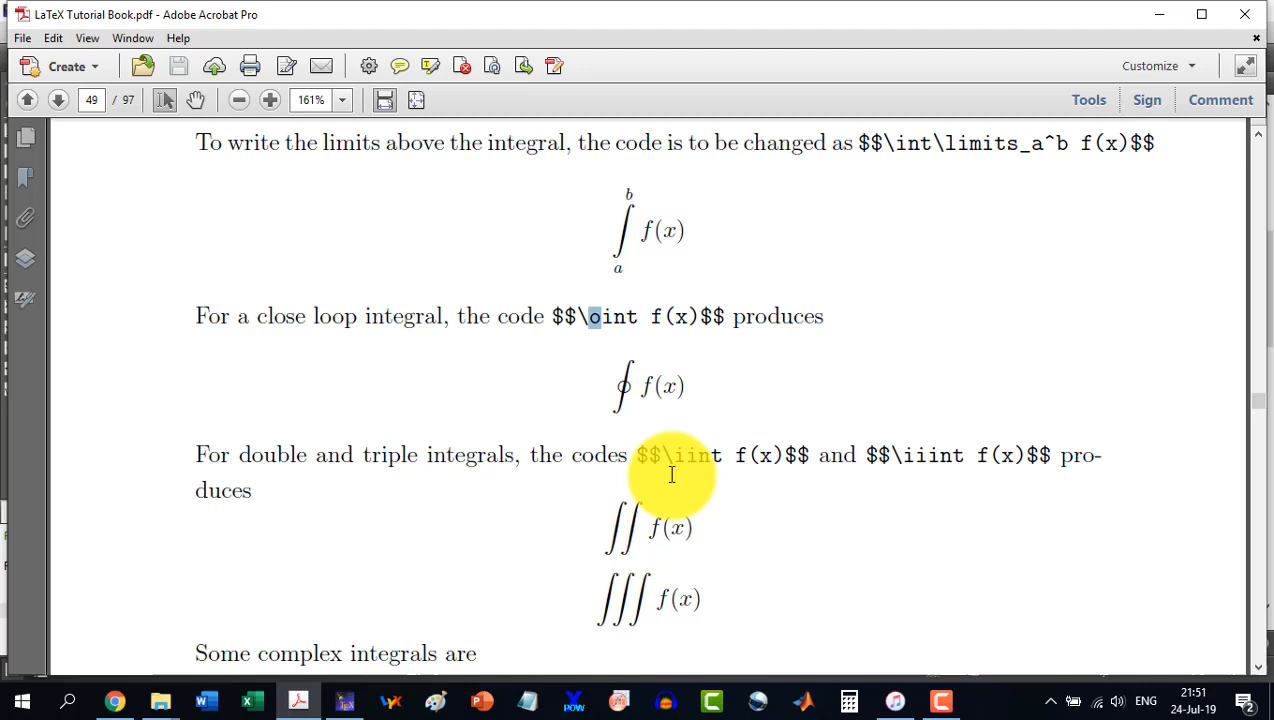 LaTeX Tutorial Book.pdf - Adobe Acrobat Pro
File Edit View Window Help
Create Customize
49 / 97 161% Tools Sign Comment
To write the limits above the integral, the code is to be changed as $$\int\limits_a^b f(x)$$
b
∫ f(x)
a
For a close loop integral, the code $$\oint f(x)$$ produces
∮ f(x)
For double and triple integrals, the codes $$\iint f(x)$$ and $$\iiint f(x)$$ pro-
duces
∬ f(x)
∭ f(x)
Some complex integrals are
POW
ENG
21:51
24-Jul-19
2